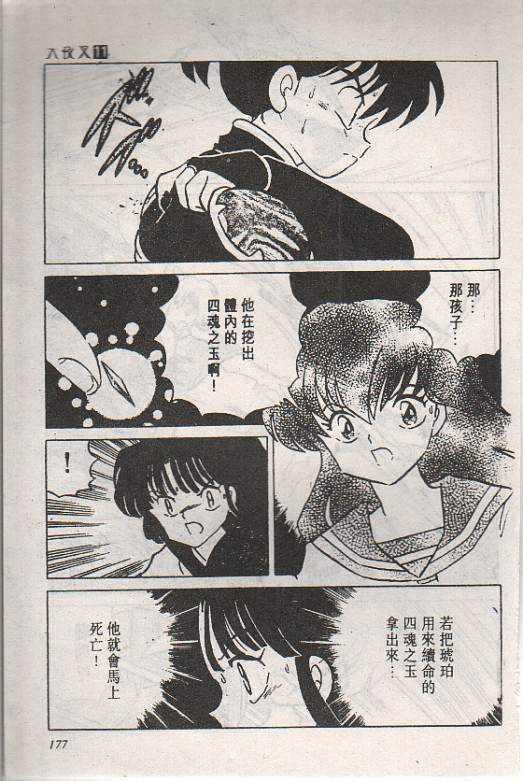 犬夜叉11
那…
那孩子…
他在挖出
體內的
四魂之玉啊！
！
若把琥珀
用來續命的
四魂之玉
拿出來…
他就會馬上
死亡！
177